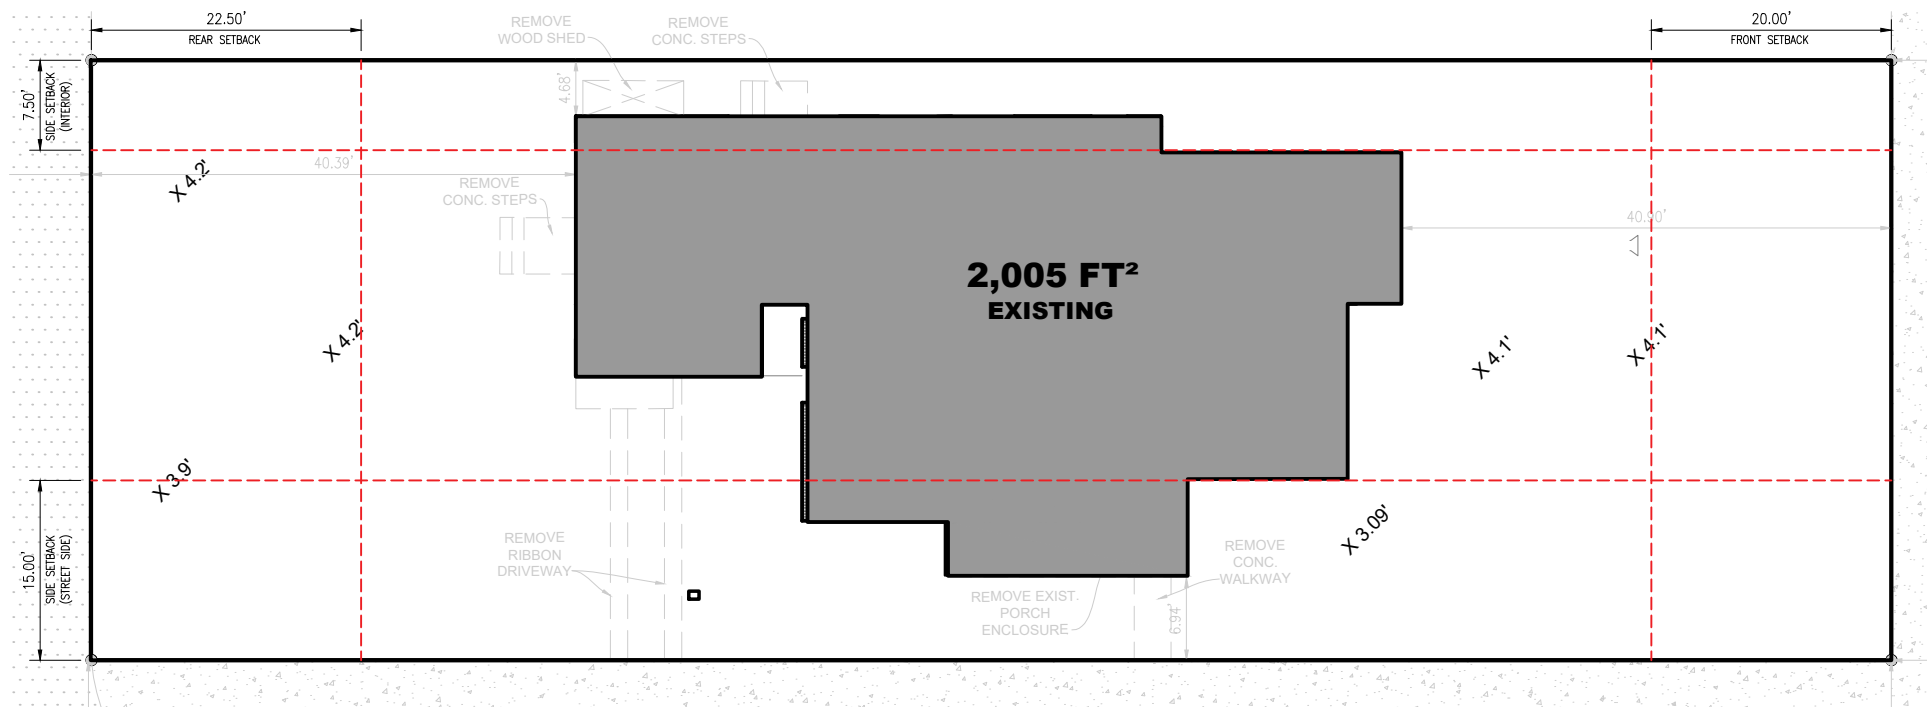 22.50'
REAR SETBACK
REMOVE
WOOD SHED
REMOVE
CONC. STEPS
20.00'
FRONT SETBACK
7.50'
SIDE SETBACK
(INTERIOR)
4.68'
40.39'
X 4.2'
REMOVE
CONC. STEPS
40.90'
2,005 FT²
EXISTING
X 4.2'
X 4.1'
X 4.1'
X 3.9'
X 3.09'
15.00'
SIDE SETBACK
(STREET SIDE)
REMOVE
RIBBON
DRIVEWAY
REMOVE
CONC.
WALKWAY
REMOVE EXIST.
PORCH
ENCLOSURE
6.94'